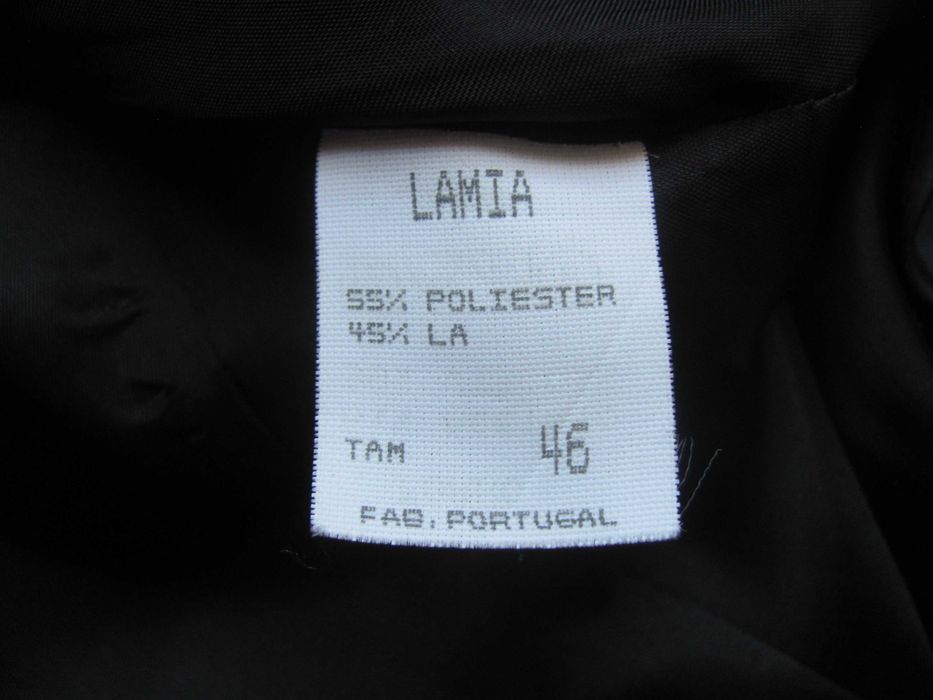 LAMIA
55% POLIESTER
45% LA
TAM 46
FAB. PORTUGAL